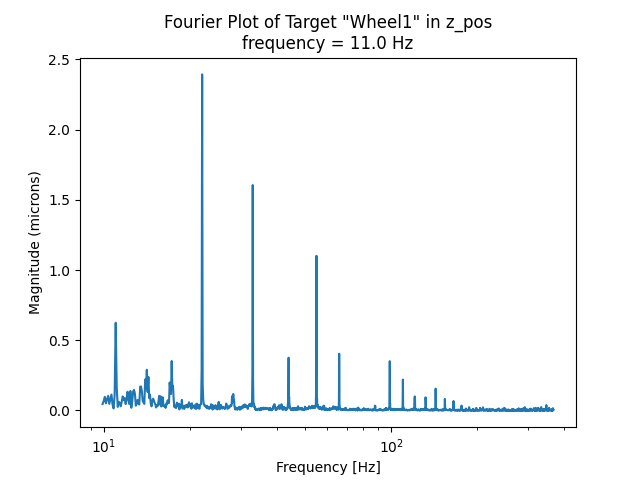 Fourier Plot of Target "Wheel1" in z_pos
frequency = 11.0 Hz
2.5
2.0
1.5
1.0
0.5
0.0
Magnitude (microns)
10¹
10²
Frequency [Hz]